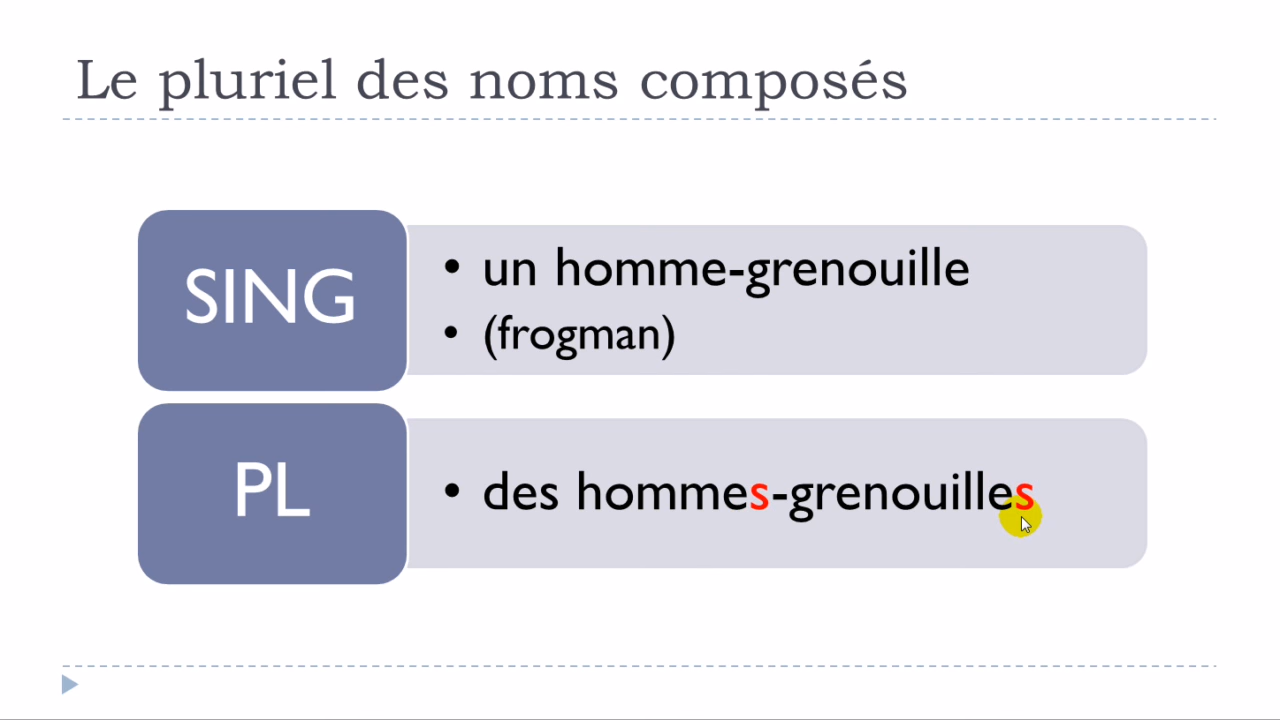 Le pluriel des noms composés
SING
• un homme-grenouille
• (frogman)
PL
• des hommes-grenouilles